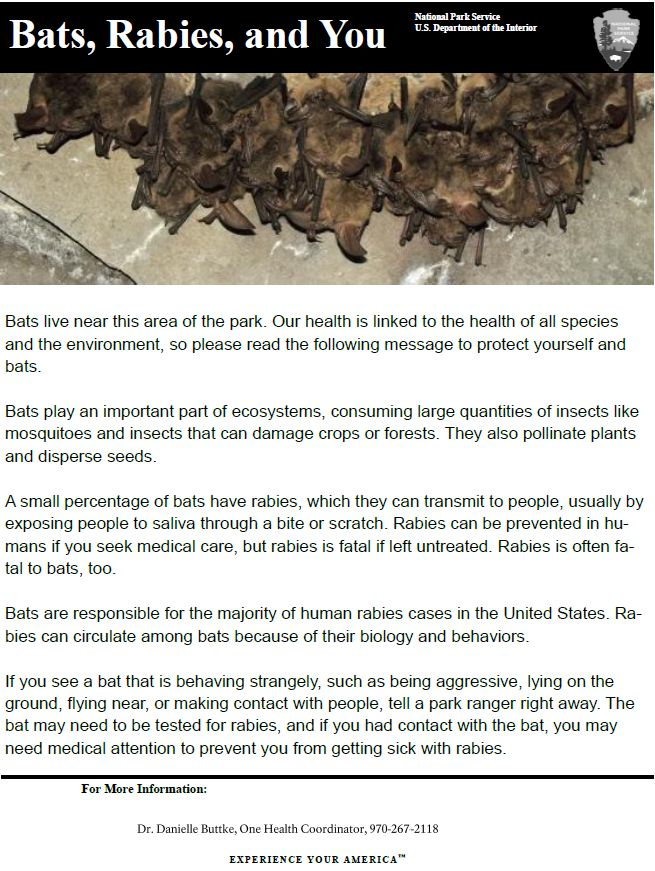 Bats, Rabies, and You
National Park Service
U.S. Department of the Interior
NATIONAL
PARK
SERVICE
Bats live near this area of the park. Our health is linked to the health of all species
and the environment, so please read the following message to protect yourself and
bats.
Bats play an important part of ecosystems, consuming large quantities of insects like
mosquitoes and insects that can damage crops or forests. They also pollinate plants
and disperse seeds.
A small percentage of bats have rabies, which they can transmit to people, usually by
exposing people to saliva through a bite or scratch. Rabies can be prevented in hu-
mans if you seek medical care, but rabies is fatal if left untreated. Rabies is often fa-
tal to bats, too.
Bats are responsible for the majority of human rabies cases in the United States. Ra-
bies can circulate among bats because of their biology and behaviors.
If you see a bat that is behaving strangely, such as being aggressive, lying on the
ground, flying near, or making contact with people, tell a park ranger right away. The
bat may need to be tested for rabies, and if you had contact with the bat, you may
need medical attention to prevent you from getting sick with rabies.
For More Information:
Dr. Danielle Buttke, One Health Coordinator, 970-267-2118
EXPERIENCE YOUR AMERICA™